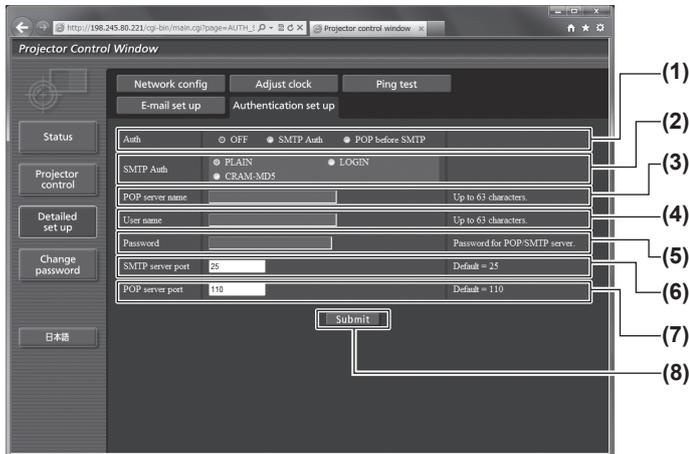 http://198.245.80.221/cgi-bin/main.cgi?page=AUTH_S
Projector control window
Projector Control Window
Network config Adjust clock Ping test
E-mail set up Authentication set up
Status
Projector control
Detailed set up
Change password
日本語
Auth OFF SMTP Auth POP before SMTP
SMTP Auth PLAIN LOGIN
CRAM-MD5
POP server name Up to 63 characters.
User name Up to 63 characters.
Password Password for POP/SMTP server.
SMTP server port 25 Default = 25
POP server port 110 Default = 110
Submit
(1)
(2)
(3)
(4)
(5)
(6)
(7)
(8)